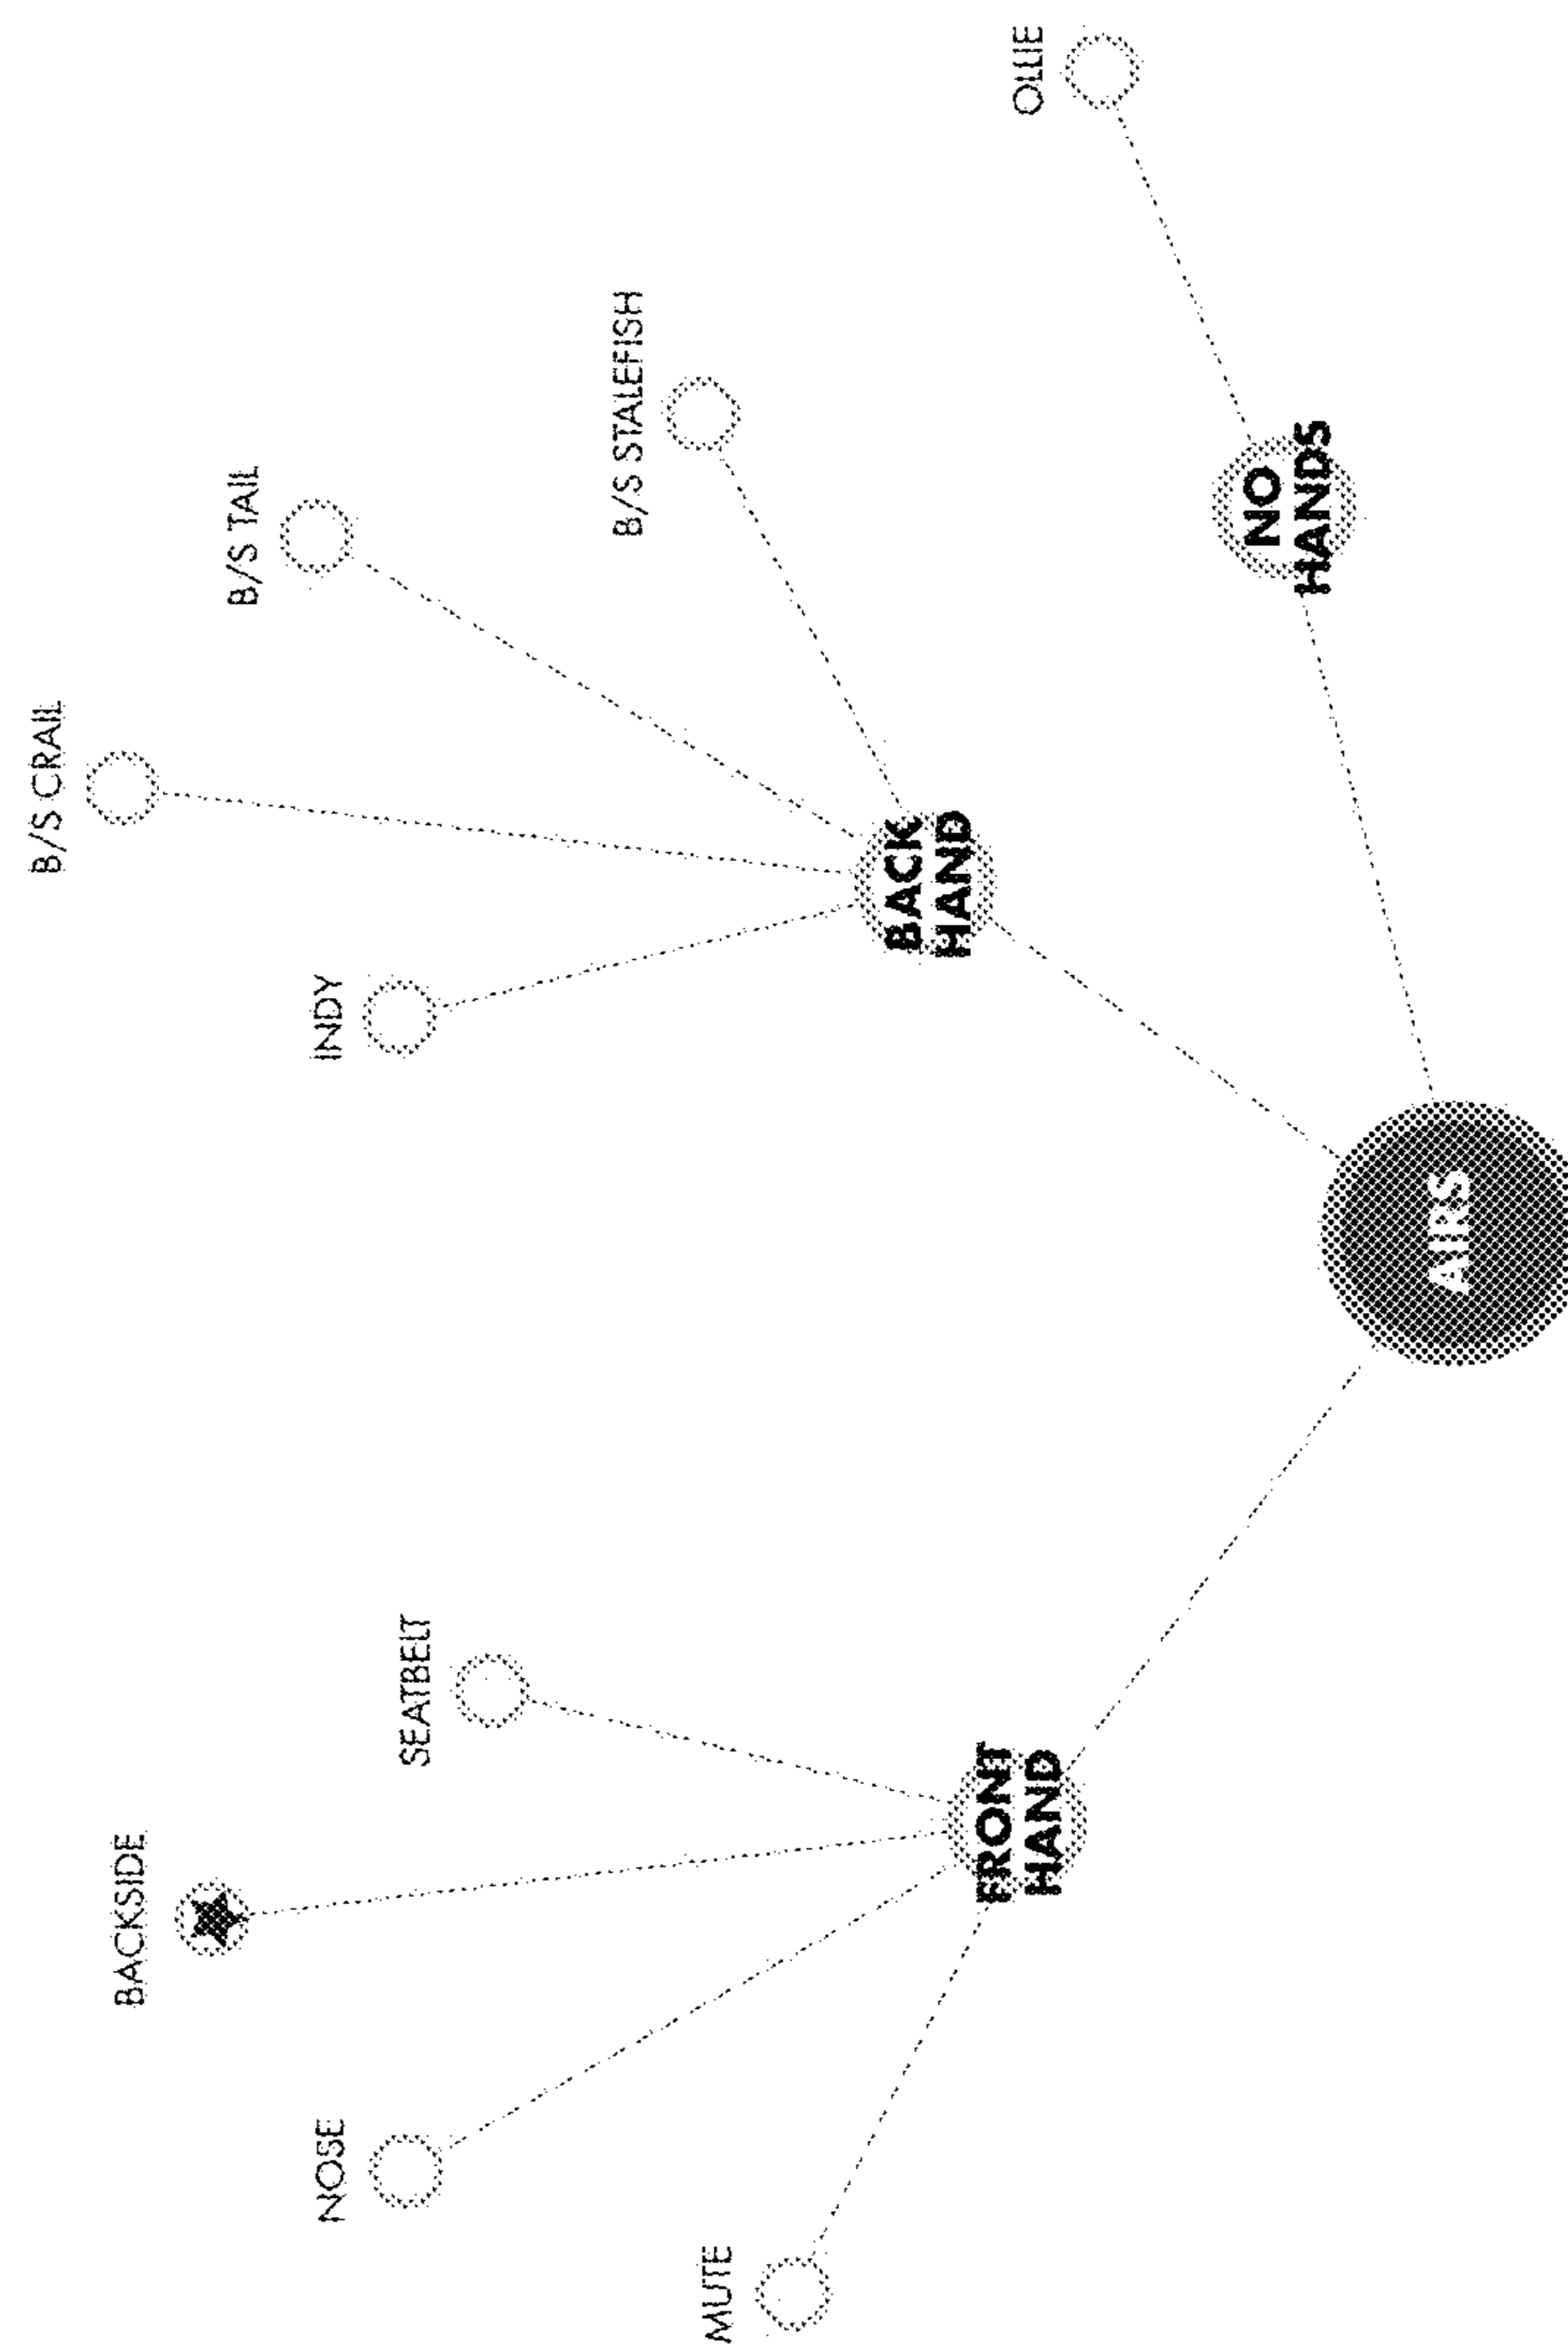 MUTE
NOSE
BACKSIDE
SEATBELT
FRONT
HAND
INDY
B/S CRAIL
B/S TAIL
B/S STALEFISH
BACK
HAND
OLLIE
NO
HANDS
AIRS